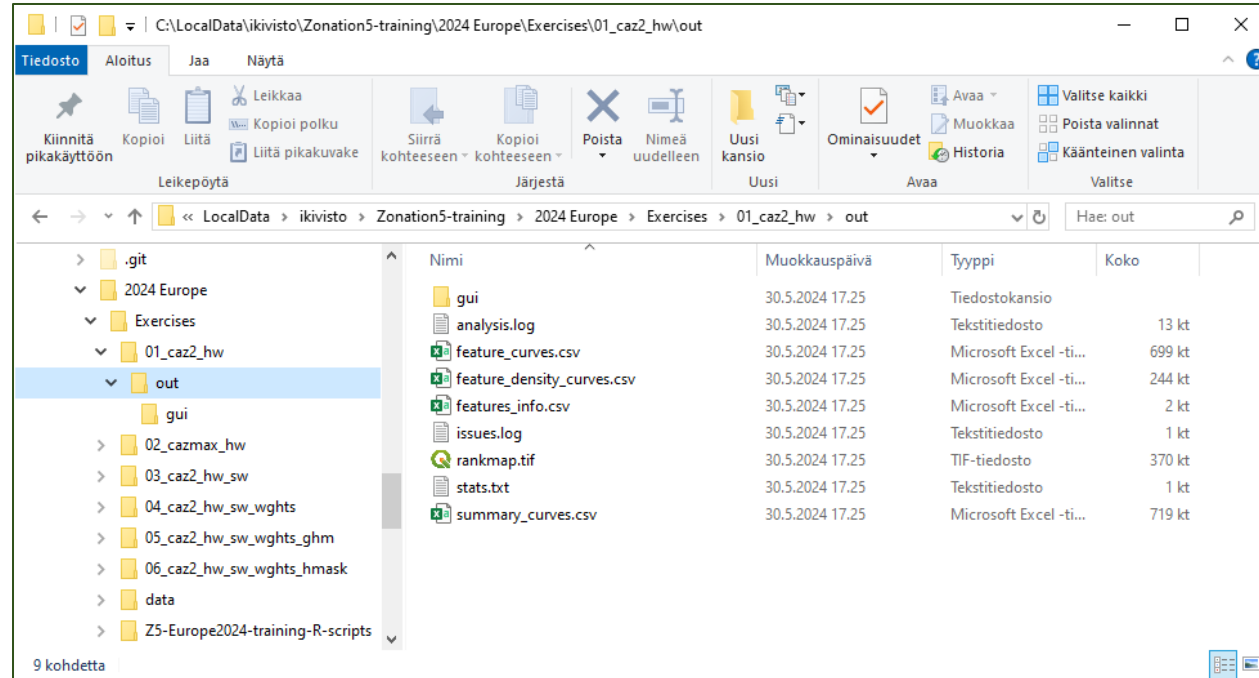 C:\LocalData\ikivisto\Zonation5-training\2024 Europe\Exercises\01_caz2_hw\out
Tiedosto Aloitus Jaa Näytä
Kiinnitä pikakäyttöön
Kopioi
Liitä
Leikkaa
Kopioi polku
Liitä pikakuvake
Leikepöytä
Siirrä kohteeseen
Kopioi kohteeseen
Poista
Nimeä uudelleen
Järjestä
Uusi kansio
Uusi
Ominaisuudet
Avaa
Muokkaa
Historia
Avaa
Valitse kaikki
Poista valinnat
Käänteinen valinta
Valitse
« LocalData › ikivisto › Zonation5-training › 2024 Europe › Exercises › 01_caz2_hw › out
Hae: out
.git
2024 Europe
Exercises
01_caz2_hw
out
gui
02_cazmax_hw
03_caz2_hw_sw
04_caz2_hw_sw_wghts
05_caz2_hw_sw_wghts_ghm
06_caz2_hw_sw_wghts_hmask
data
Z5-Europe2024-training-R-scripts
Nimi Muokkauspäivä Tyyppi Koko
gui 30.5.2024 17.25 Tiedostokansio
analysis.log 30.5.2024 17.25 Tekstitiedosto 13 kt
feature_curves.csv 30.5.2024 17.25 Microsoft Excel -ti... 699 kt
feature_density_curves.csv 30.5.2024 17.25 Microsoft Excel -ti... 244 kt
features_info.csv 30.5.2024 17.25 Microsoft Excel -ti... 2 kt
issues.log 30.5.2024 17.25 Tekstitiedosto 1 kt
rankmap.tif 30.5.2024 17.25 TIF-tiedosto 370 kt
stats.txt 30.5.2024 17.25 Tekstitiedosto 1 kt
summary_curves.csv 30.5.2024 17.25 Microsoft Excel -ti... 719 kt
9 kohdetta